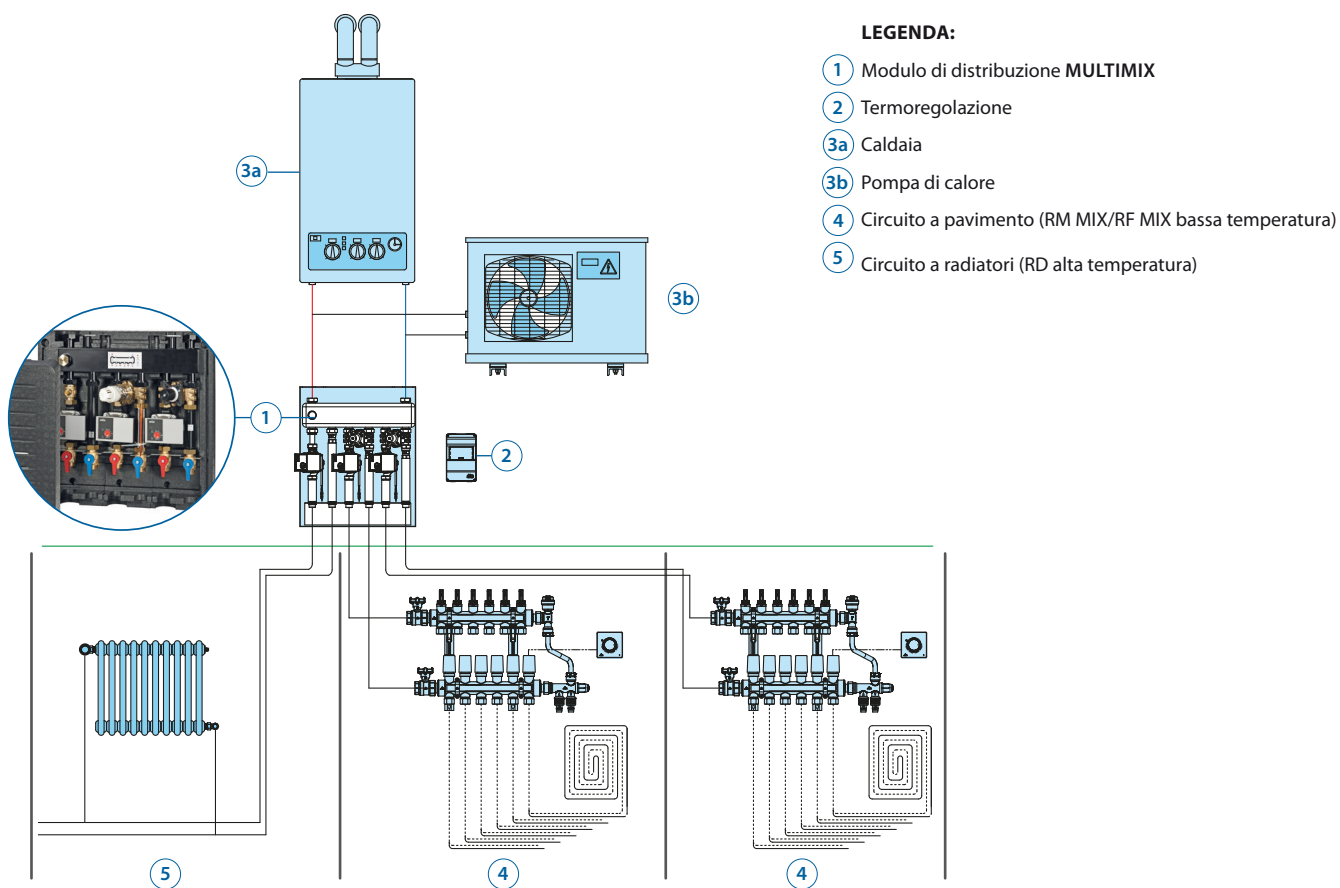 LEGENDA:
1 Modulo di distribuzione MULTIMIX
2 Termoregolazione
3a Caldaia
3b Pompa di calore
4 Circuito a pavimento (RM MIX/RF MIX bassa temperatura)
5 Circuito a radiatori (RD alta temperatura)
3a
3b
1
2
5
4
4